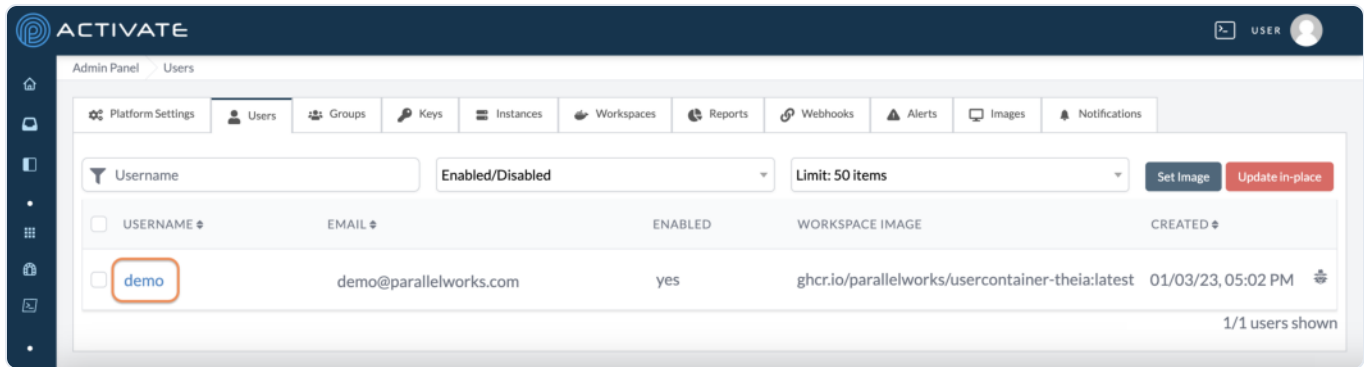 ACTIVATE
USER
Admin Panel Users
Platform Settings Users Groups Keys Instances Workspaces Reports Webhooks Alerts Images Notifications
Username Enabled/Disabled Limit: 50 items Set Image Update in-place
USERNAME EMAIL ENABLED WORKSPACE IMAGE CREATED
demo demo@parallelworks.com yes ghcr.io/parallelworks/usercontainer-theia:latest 01/03/23, 05:02 PM
1/1 users shown